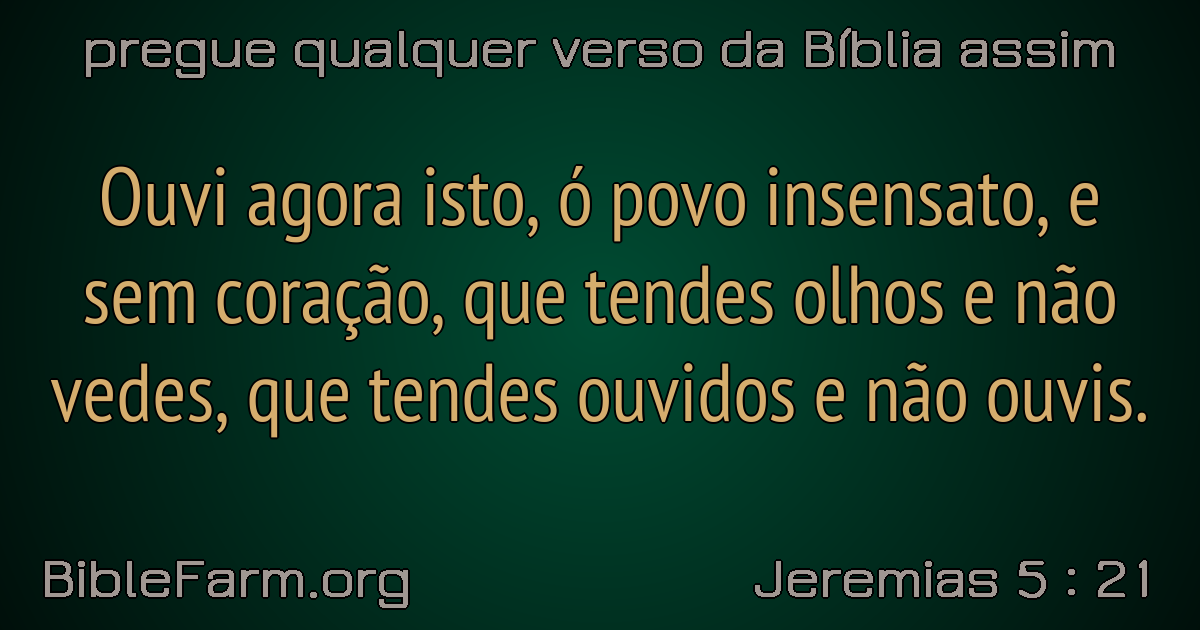 pregue qualquer verso da Bíblia assim
Ouvi agora isto, ó povo insensato, e
sem coração, que tendes olhos e não
vedes, que tendes ouvidos e não ouvis.
BibleFarm.org
Jeremias 5 : 21